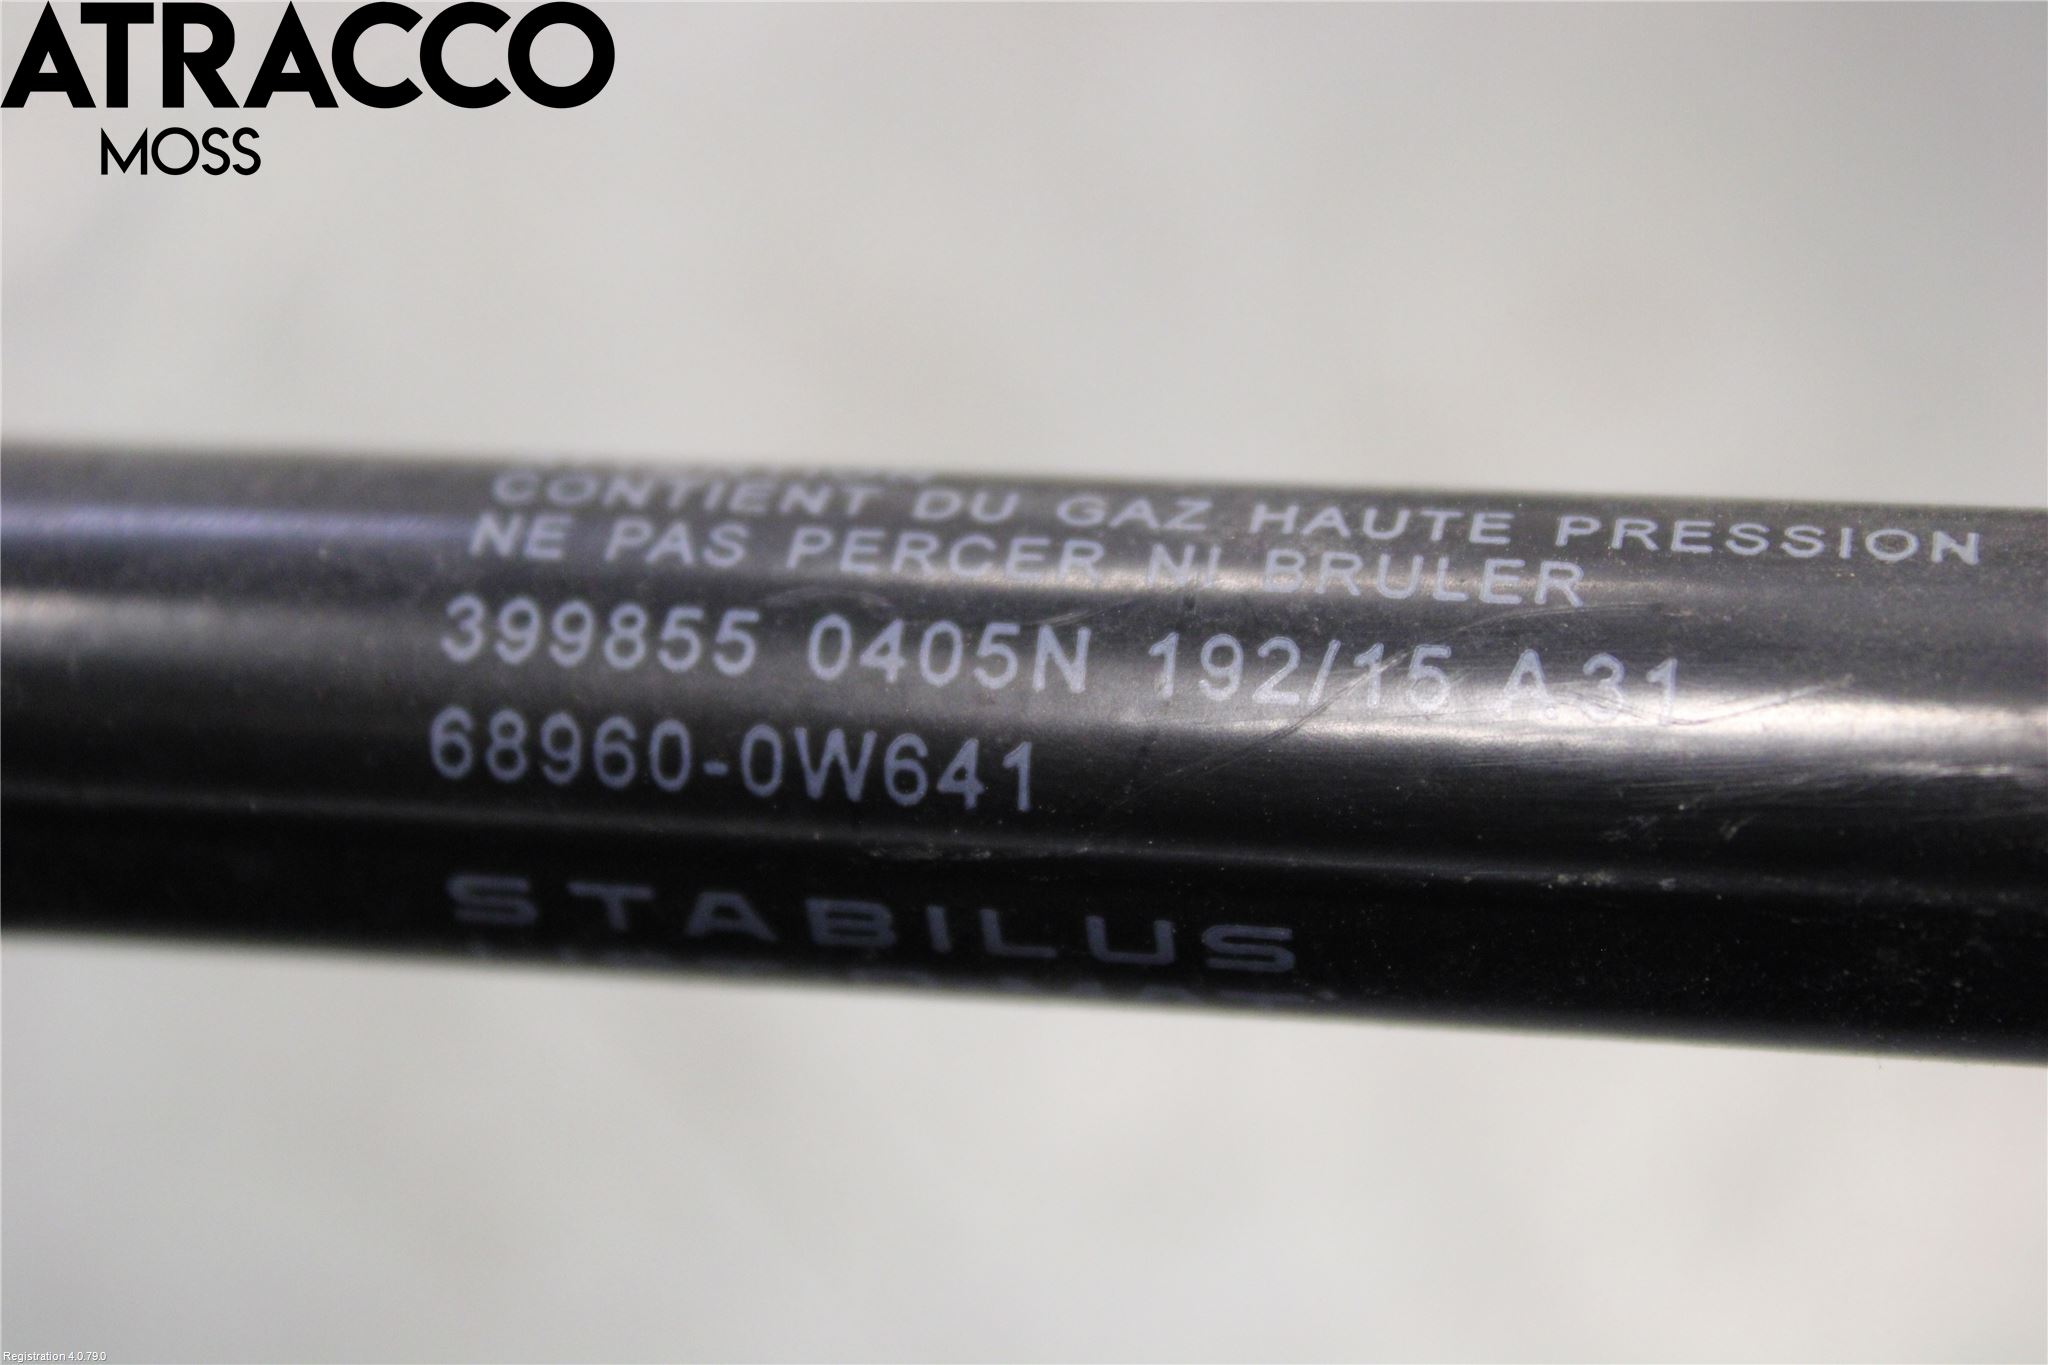 ATRACCO
MOSS
CONTIENT DU GAZ HAUTE PRESSION
NE PAS PERCER NI BRULER
399855 0405N 192/15 A 31
68960-0W641
STABILUS
Registration 4.0.79.0